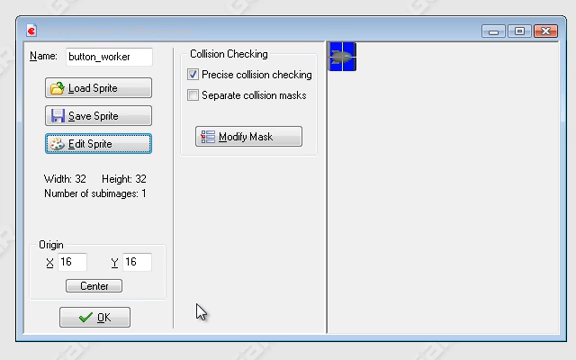 Name: button_worker
Load Sprite
Save Sprite
Edit Sprite
Width: 32 Height: 32
Number of subimages: 1
Origin
X 16 Y 16
Center
OK
Collision Checking
Precise collision checking
Separate collision masks
Modify Mask